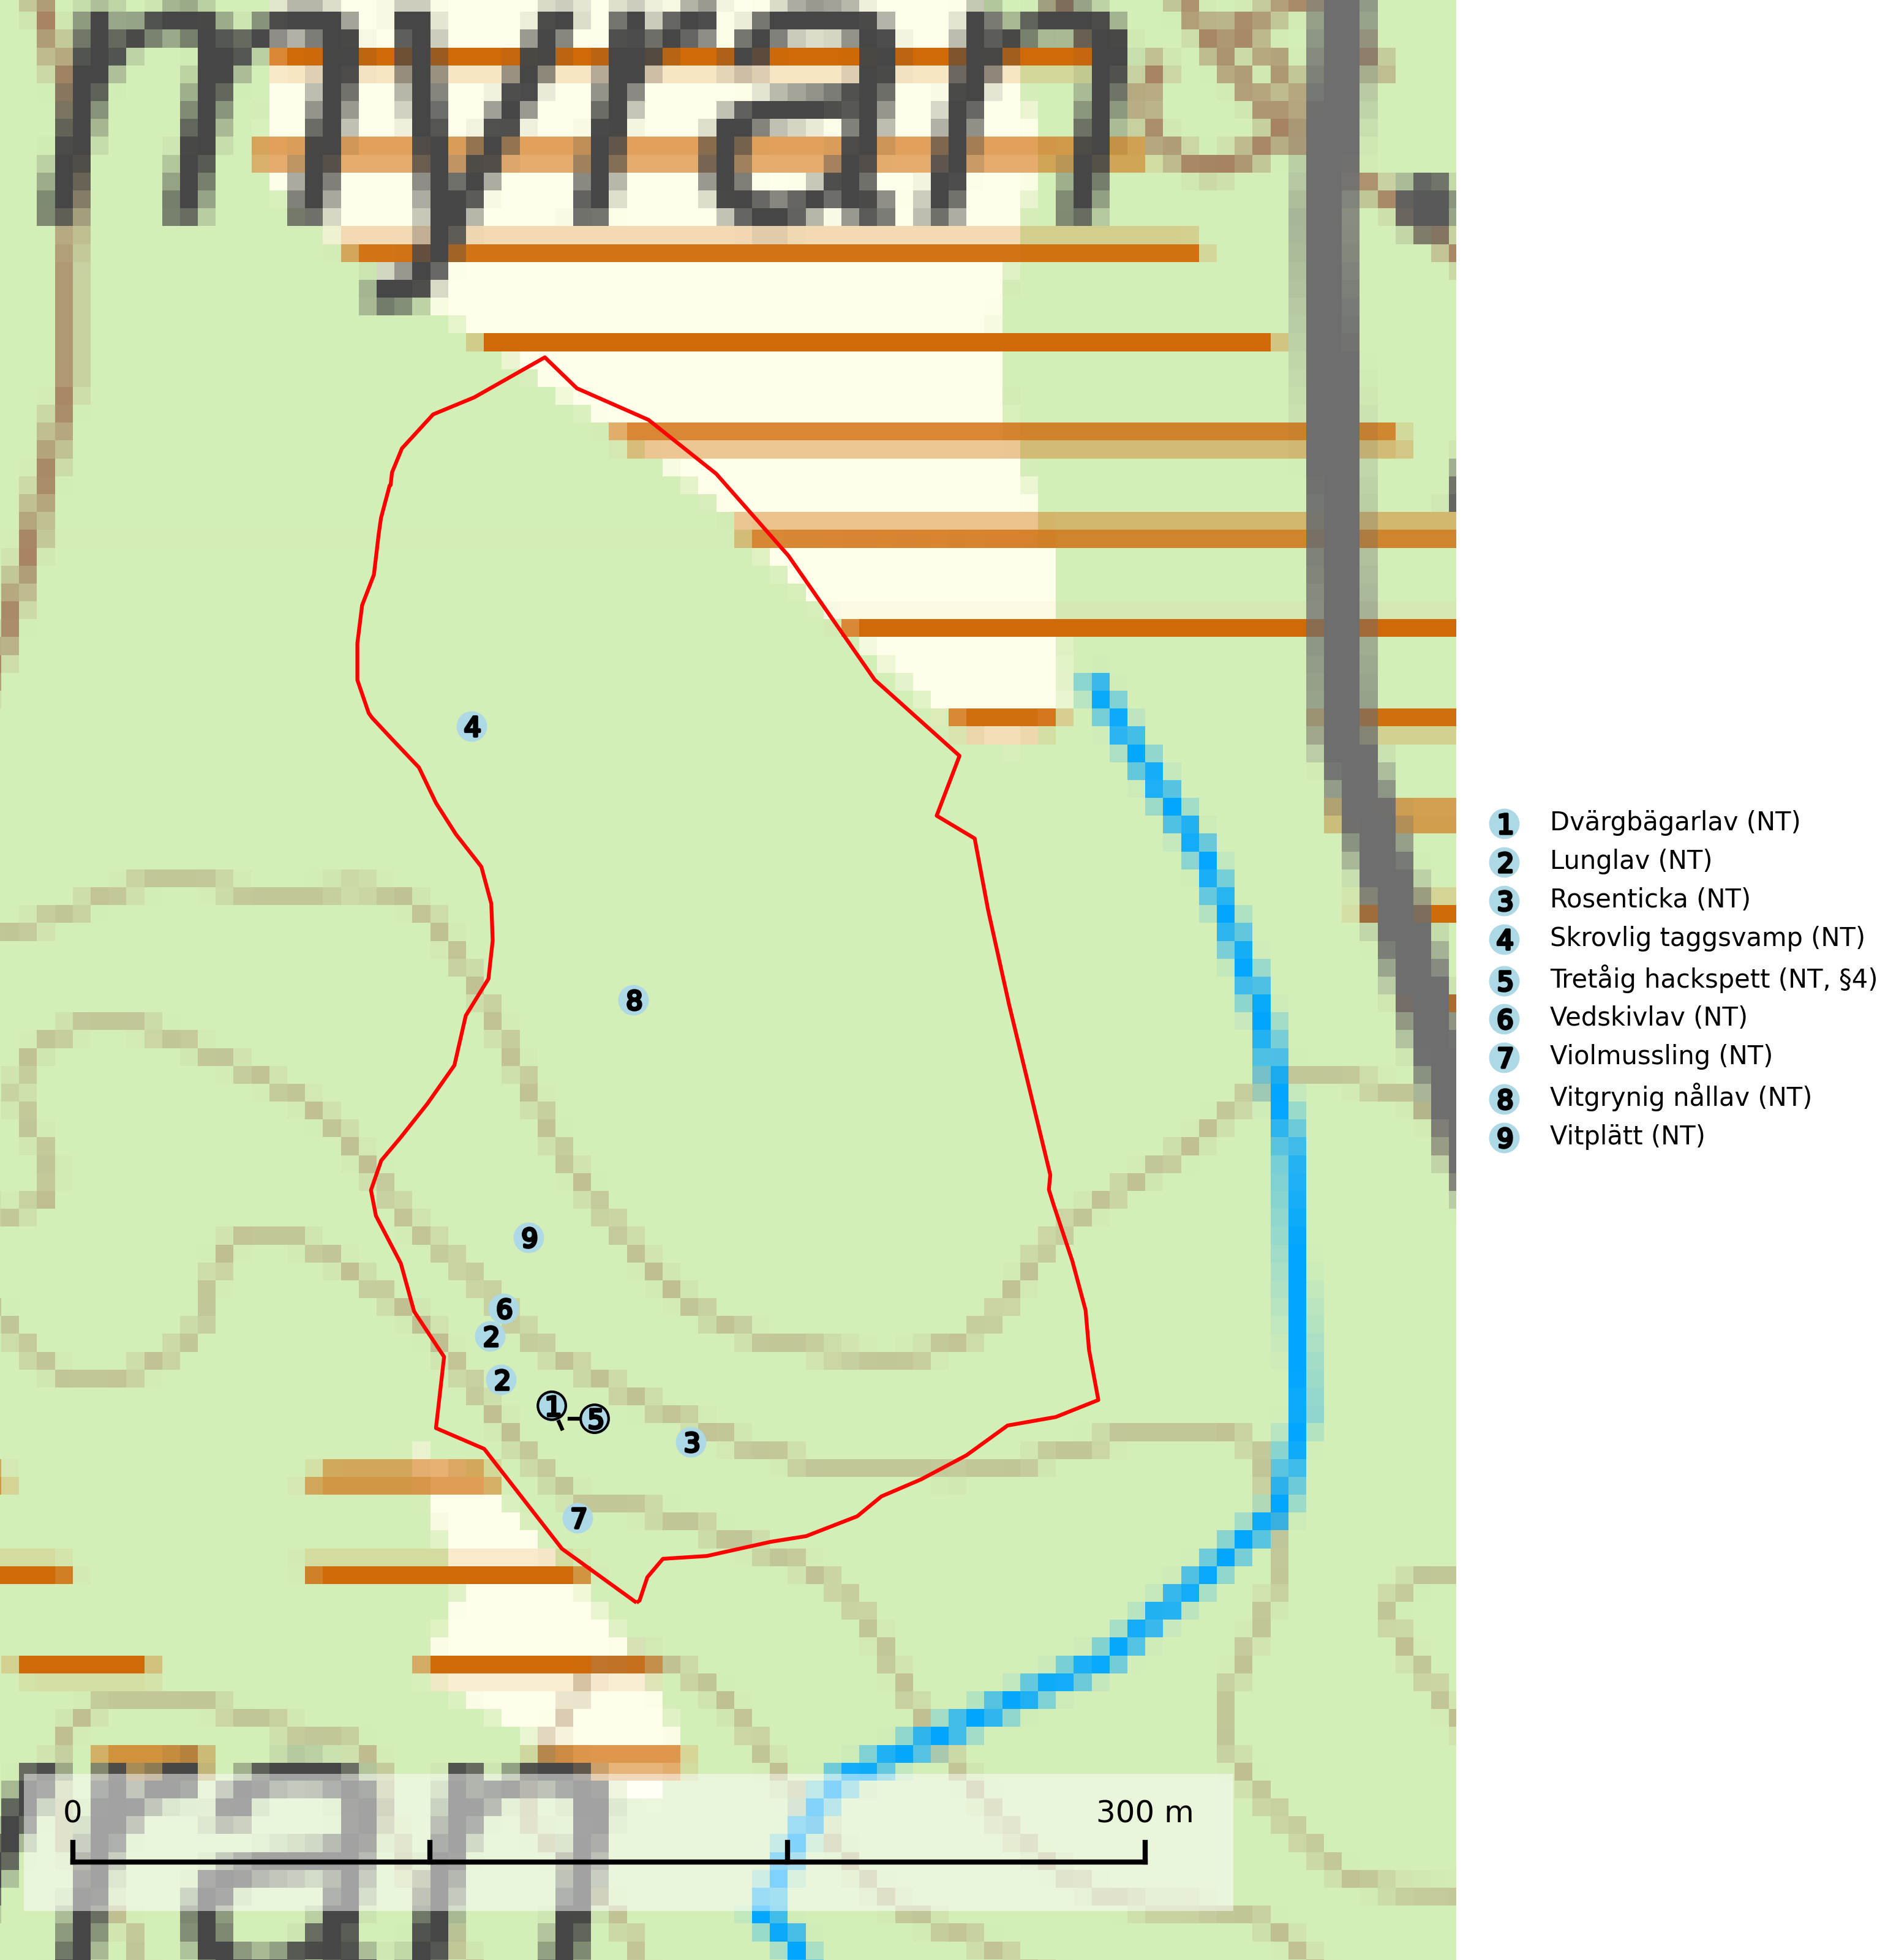 myran
4
8
9
6
2
2
1
5
3
7
ran
0
300 m
1 Dvärgbägarlav (NT)
2 Lunglav (NT)
3 Rosenticka (NT)
4 Skrovlig taggsvamp (NT)
5 Tretåig hackspett (NT, §4)
6 Vedskivlav (NT)
7 Violmussling (NT)
8 Vitgrynig nållav (NT)
9 Vitplätt (NT)